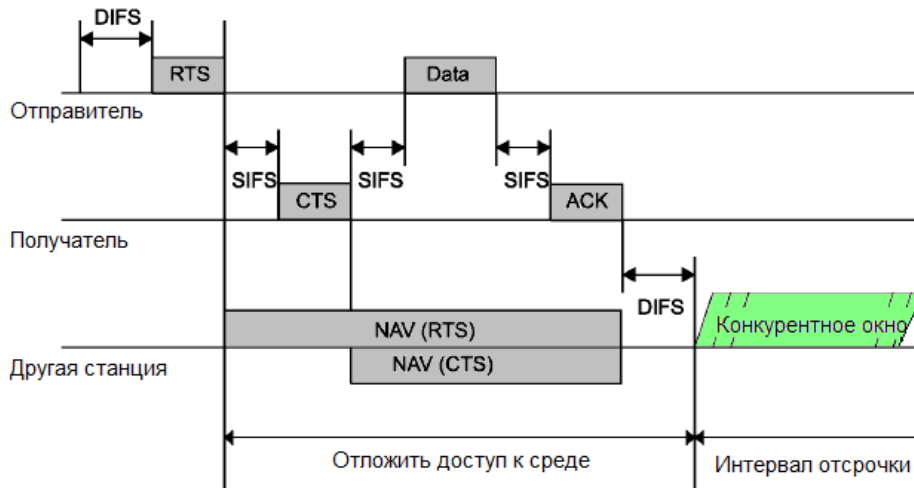 DIFS
RTS
Data
Отправитель
SIFS
SIFS
SIFS
CTS
ACK
Получатель
DIFS
NAV (RTS)
Конкурентное окно
NAV (CTS)
Другая станция
Отложить доступ к среде
Интервал отсрочки